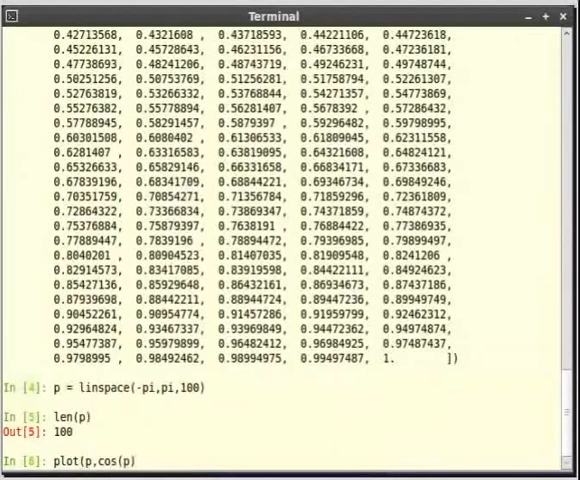 Terminal
0.42713568, 0.4321608 , 0.43718593, 0.44221106, 0.44723618,
0.45226131, 0.45728643, 0.46231156, 0.46733668, 0.47236181,
0.47738693, 0.48241206, 0.48743719, 0.49246231, 0.49748744,
0.50251256, 0.50753769, 0.51256281, 0.51758794, 0.52261307,
0.52763819, 0.53266332, 0.53768844, 0.54271357, 0.54773869,
0.55276382, 0.55778894, 0.56281407, 0.5678392 , 0.57286432,
0.57788945, 0.58291457, 0.5879397 , 0.59296482, 0.59798995,
0.60301508, 0.6080402 , 0.61306533, 0.61809045, 0.62311558,
0.6281407 , 0.63316583, 0.63819095, 0.64321608, 0.64824121,
0.65326633, 0.65829146, 0.66331658, 0.66834171, 0.67336683,
0.67839196, 0.68341709, 0.68844221, 0.69346734, 0.69849246,
0.70351759, 0.70854271, 0.71356784, 0.71859296, 0.72361809,
0.72864322, 0.73366834, 0.73869347, 0.74371859, 0.74874372,
0.75376884, 0.75879397, 0.7638191 , 0.76884422, 0.77386935,
0.77889447, 0.7839196 , 0.78894472, 0.79396985, 0.79899497,
0.8040201 , 0.80904523, 0.81407035, 0.81909548, 0.8241206 ,
0.82914573, 0.83417085, 0.83919598, 0.84422111, 0.84924623,
0.85427136, 0.85929648, 0.86432161, 0.86934673, 0.87437186,
0.87939698, 0.88442211, 0.88944724, 0.89447236, 0.89949749,
0.90452261, 0.90954774, 0.91457286, 0.91959799, 0.92462312,
0.92964824, 0.93467337, 0.93969849, 0.94472362, 0.94974874,
0.95477387, 0.95979899, 0.96482412, 0.96984925, 0.97487437,
0.9798995 , 0.98492462, 0.98994975, 0.99497487, 1. ])
In [4]: p = linspace(-pi,pi,100)
In [5]: len(p)
Out[5]: 100
In [6]: plot(p,cos(p)